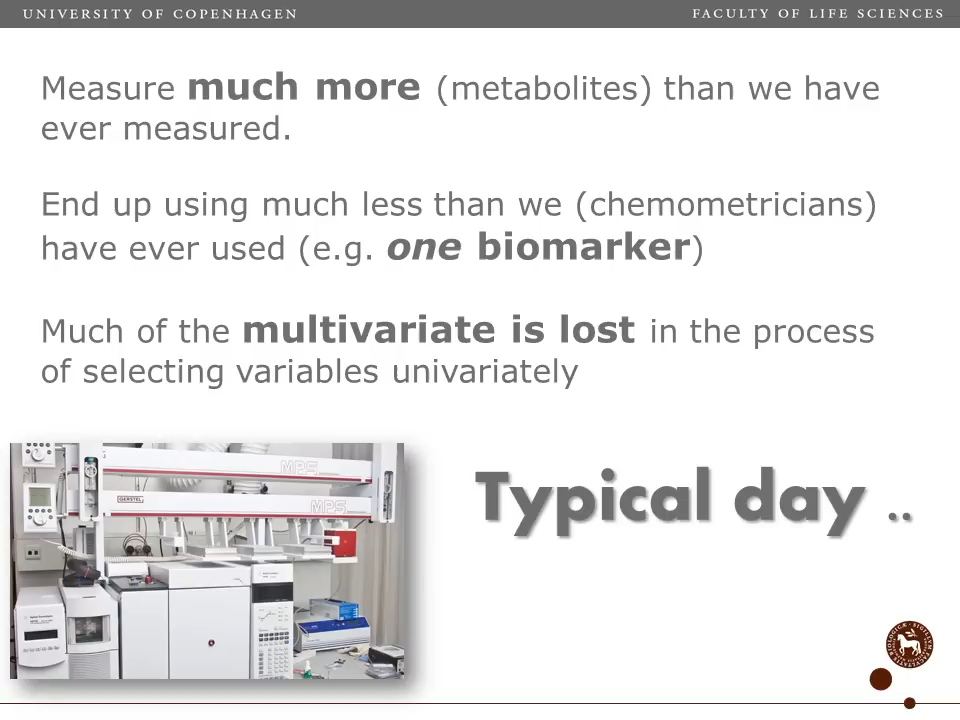 UNIVERSITY OF COPENHAGEN
FACULTY OF LIFE SCIENCES
Measure much more (metabolites) than we have
ever measured.
End up using much less than we (chemometricians)
have ever used (e.g. one biomarker)
Much of the multivariate is lost in the process
of selecting variables univariately
MPS
GERSTEL
MPS
Typical day ..